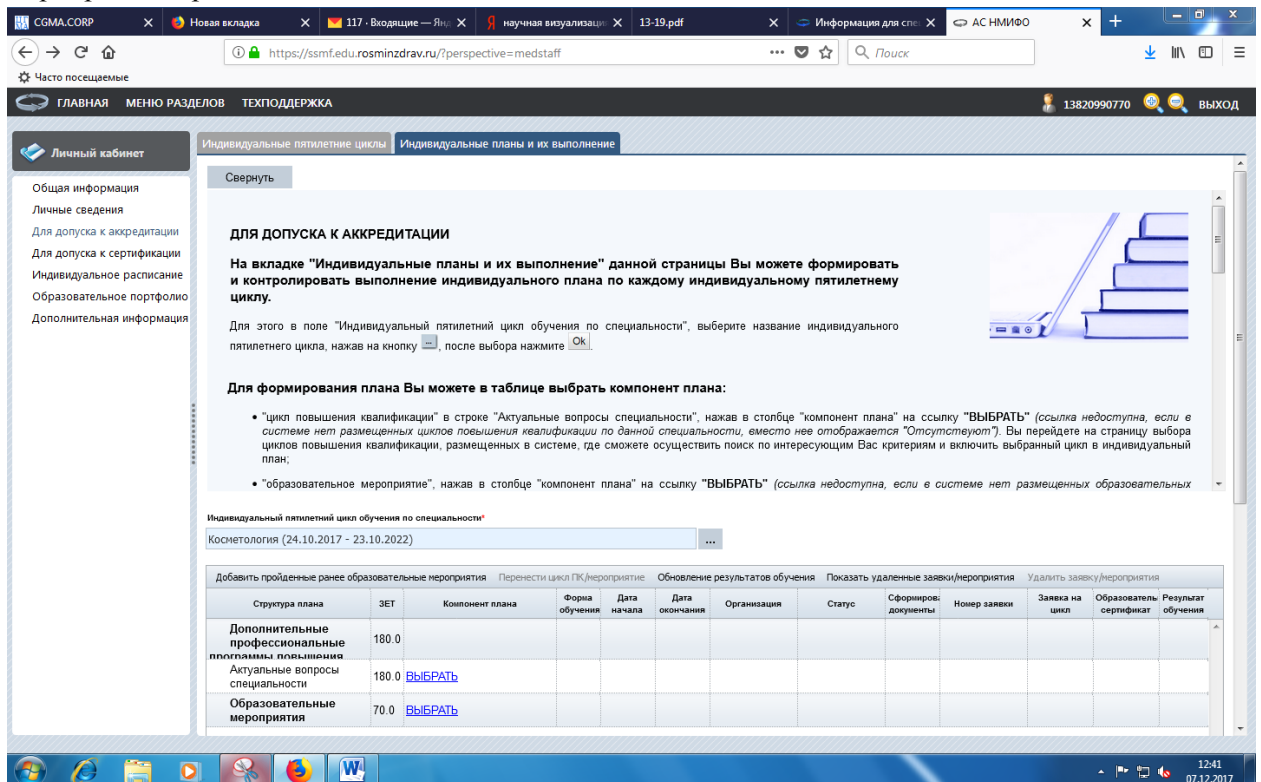 CGMA.CORP
Новая вкладка
117 · Входящие — Янд
Я научная визуализаци
13-19.pdf
Информация для спе
АС НМИФО
https://ssmf.edu.rosminzdrav.ru/?perspective=medstaff
Поиск
Часто посещаемые
ГЛАВНАЯ МЕНЮ РАЗДЕЛОВ ТЕХПОДДЕРЖКА
13820990770
ВЫХОД
Личный кабинет
Общая информация
Личные сведения
Для допуска к аккредитации
Для допуска к сертификации
Индивидуальное расписание
Образовательное портфолио
Дополнительная информация
Индивидуальные пятилетние циклы
Индивидуальные планы и их выполнение
Свернуть
ДЛЯ ДОПУСКА К АККРЕДИТАЦИИ
На вкладке "Индивидуальные планы и их выполнение" данной страницы Вы можете формировать
и контролировать выполнение индивидуального плана по каждому индивидуальному пятилетнему
циклу.
Для этого в поле "Индивидуальный пятилетний цикл обучения по специальности", выберите название индивидуального
пятилетнего цикла, нажав на кнопку ... , после выбора нажмите Ok .
Для формирования плана Вы можете в таблице выбрать компонент плана:
• "цикл повышения квалификации" в строке "Актуальные вопросы специальности", нажав в столбце "компонент плана" на ссылку "ВЫБРАТЬ" (ссылка недоступна, если в
системе нет размещенных циклов повышения квалификации по данной специальности, вместо нее отображается "Отсутствуют"). Вы перейдете на страницу выбора
циклов повышения квалификации, размещенных в системе, где сможете осуществить поиск по интересующим Вас критериям и включить выбранный цикл в индивидуальный
план;
• "образовательное мероприятие", нажав в столбце "компонент плана" на ссылку "ВЫБРАТЬ" (ссылка недоступна, если в системе нет размещенных образовательных
Индивидуальный пятилетний цикл обучения по специальности*
Косметология (24.10.2017 - 23.10.2022)
...
Добавить пройденные ранее образовательные мероприятия Перенести цикл ПК/мероприятие Обновление результатов обучения Показать удаленные заявки/мероприятия Удалить заявку/мероприятия
Структура плана
ЗЕТ
Компонент плана
Форма обучения
Дата начала
Дата окончания
Организация
Статус
Сформирова документы
Номер заявки
Заявка на цикл
Образователь сертификат
Результат обучения
Дополнительные
профессиональные
программы повышения
180.0
Актуальные вопросы
специальности
180.0 ВЫБРАТЬ
Образовательные
мероприятия
70.0 ВЫБРАТЬ
12:41
07.12.2017